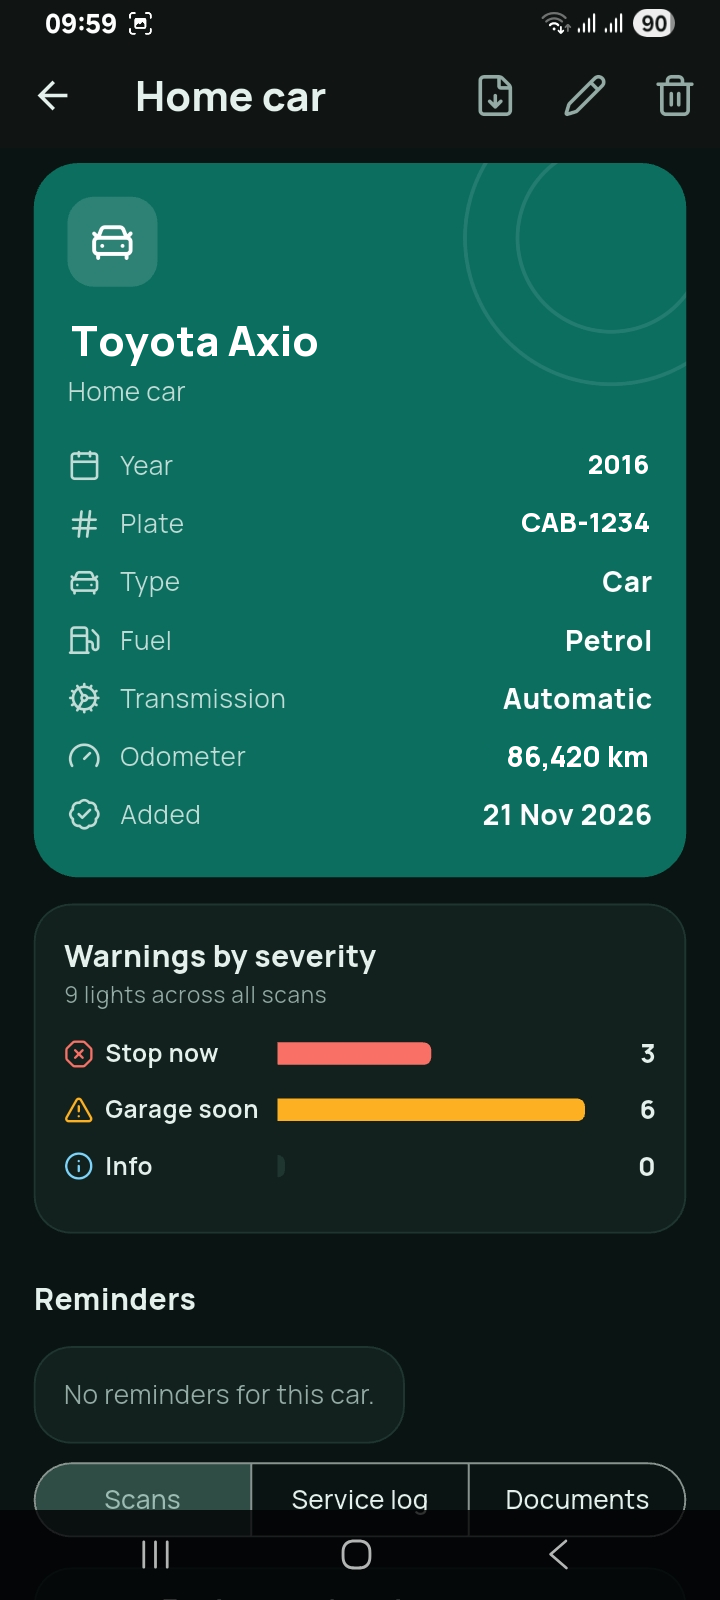 09:59
90
Home car
Toyota Axio
Home car
Year 2016
Plate CAB-1234
Type Car
Fuel Petrol
Transmission Automatic
Odometer 86,420 km
Added 21 Nov 2026
Warnings by severity
9 lights across all scans
Stop now 3
Garage soon 6
Info 0
Reminders
No reminders for this car.
Scans Service log Documents